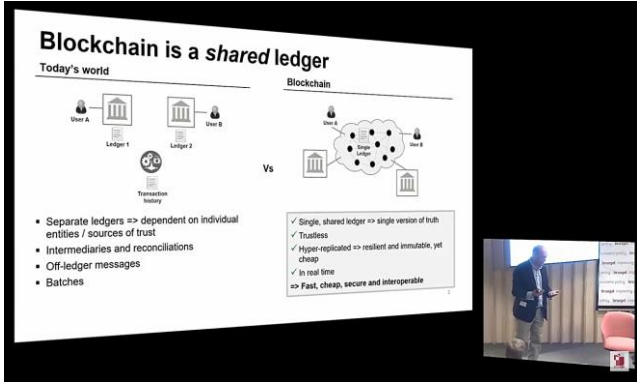 Blockchain is a shared ledger
Today's world
User A
Ledger 1
Ledger 2
User B
Transaction
history
▪ Separate ledgers => dependent on individual
entities / sources of trust
▪ Intermediaries and reconciliations
▪ Off-ledger messages
▪ Batches
Vs
Blockchain
User A
Single
Ledger
User B
✓ Single, shared ledger => single version of truth
✓ Trustless
✓ Hyper-replicated => resilient and immutable, yet
cheap
✓ In real time
=> Fast, cheap, secure and interoperable
bruegel
bruegel